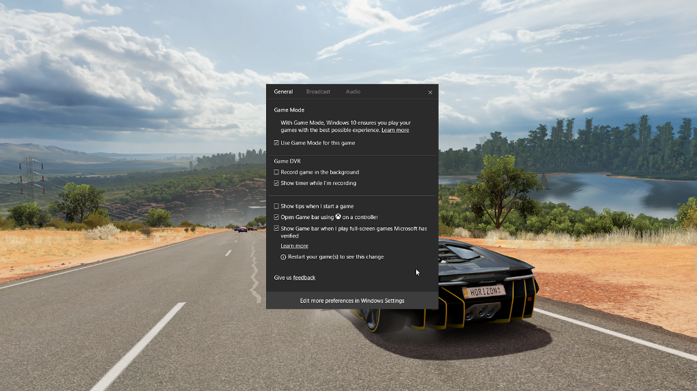 General Broadcast Audio
Game Mode
With Game Mode, Windows 10 ensures you play your
games with the best possible experience. Learn more
Use Game Mode for this game
Game DVR
Record game in the background
Show timer while I'm recording
Show tips when I start a game
Open Game bar using on a controller
Show Game bar when I play full-screen games Microsoft has
verified
Learn more
Restart your game(s) to see this change
Give us feedback
Edit more preferences in Windows Settings
HORIZON